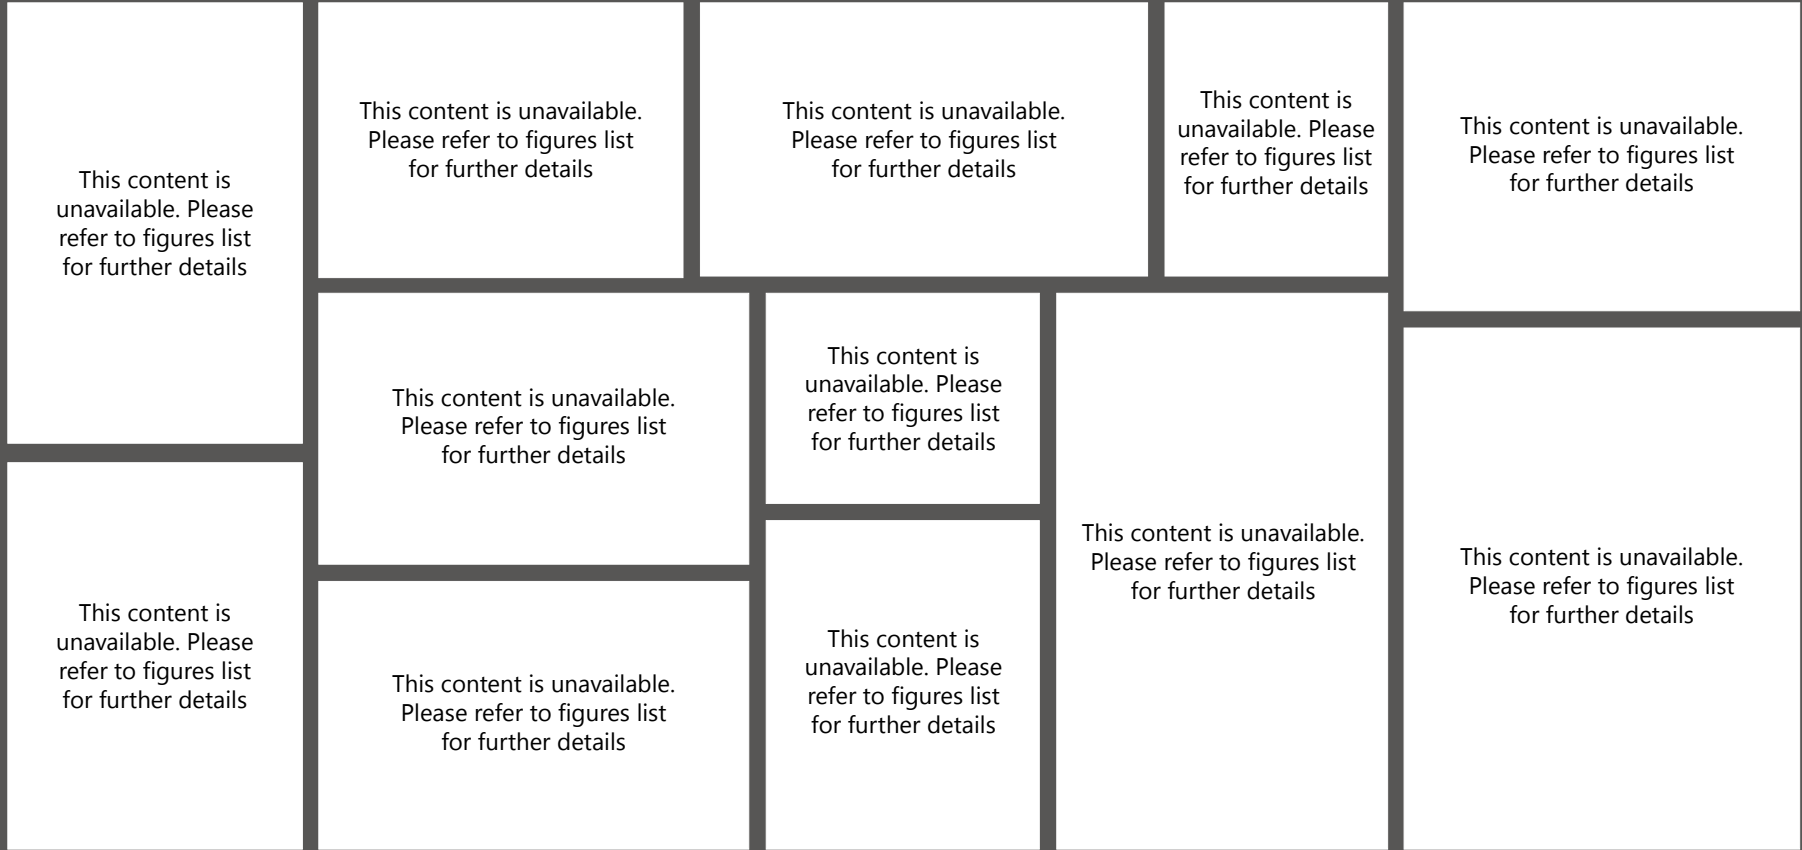 This content is
unavailable. Please
refer to figures list
for further details
This content is unavailable.
Please refer to figures list
for further details
This content is unavailable.
Please refer to figures list
for further details
This content is
unavailable. Please
refer to figures list
for further details
This content is unavailable.
Please refer to figures list
for further details
This content is unavailable.
Please refer to figures list
for further details
This content is
unavailable. Please
refer to figures list
for further details
This content is unavailable.
Please refer to figures list
for further details
This content is unavailable.
Please refer to figures list
for further details
This content is
unavailable. Please
refer to figures list
for further details
This content is unavailable.
Please refer to figures list
for further details
This content is
unavailable. Please
refer to figures list
for further details